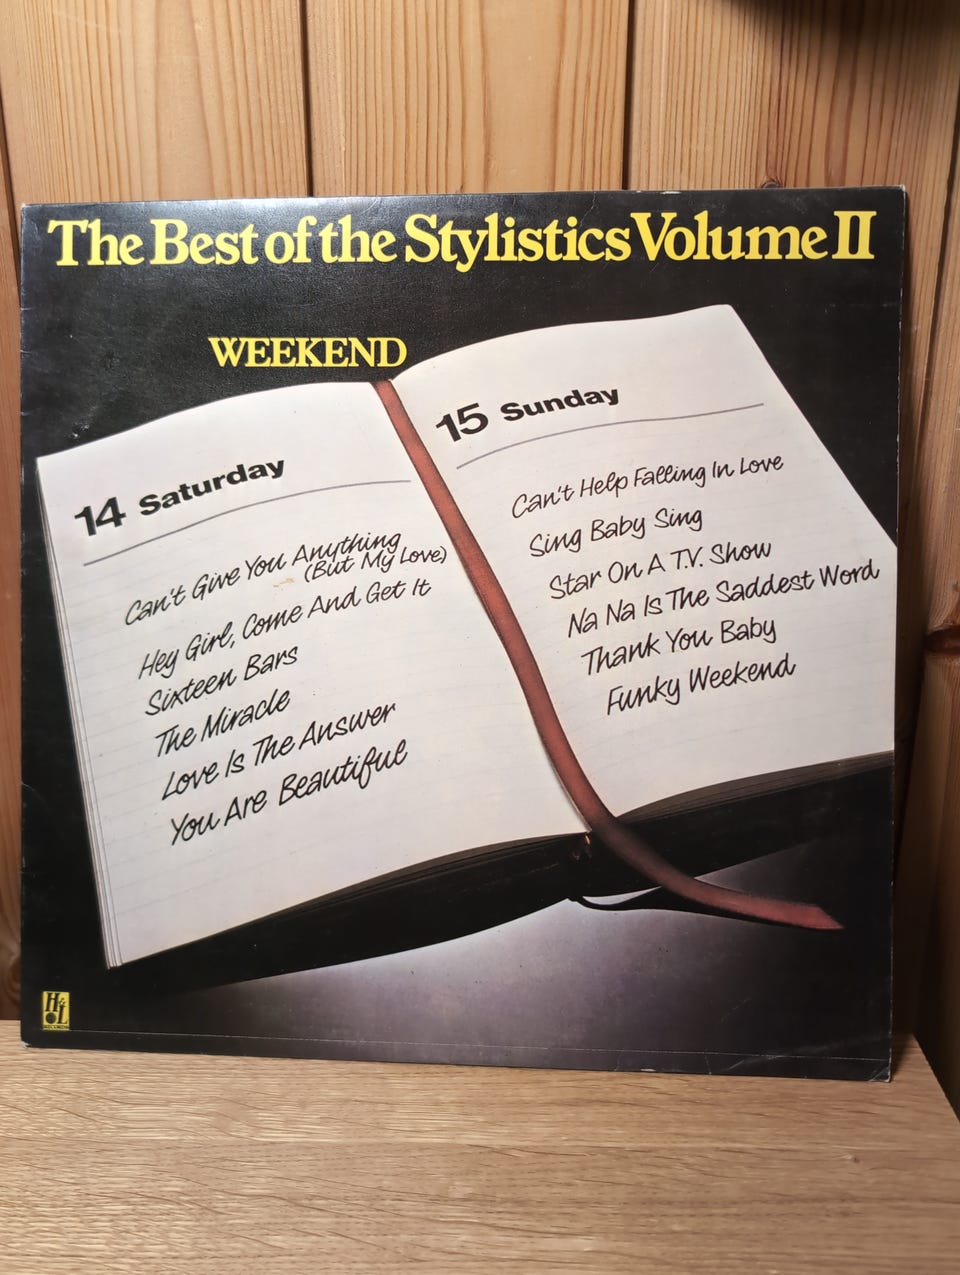 The Best of the Stylistics Volume II
WEEKEND
14 Saturday
Can't Give You Anything
(But My Love)
Hey Girl, Come And Get It
Sixteen Bars
The Miracle
Love Is The Answer
You Are Beautiful
15 Sunday
Can't Help Falling In Love
Sing Baby Sing
Star On A T.V. Show
Na Na Is The Saddest Word
Thank You Baby
Funky Weekend
H&L
RECORDS